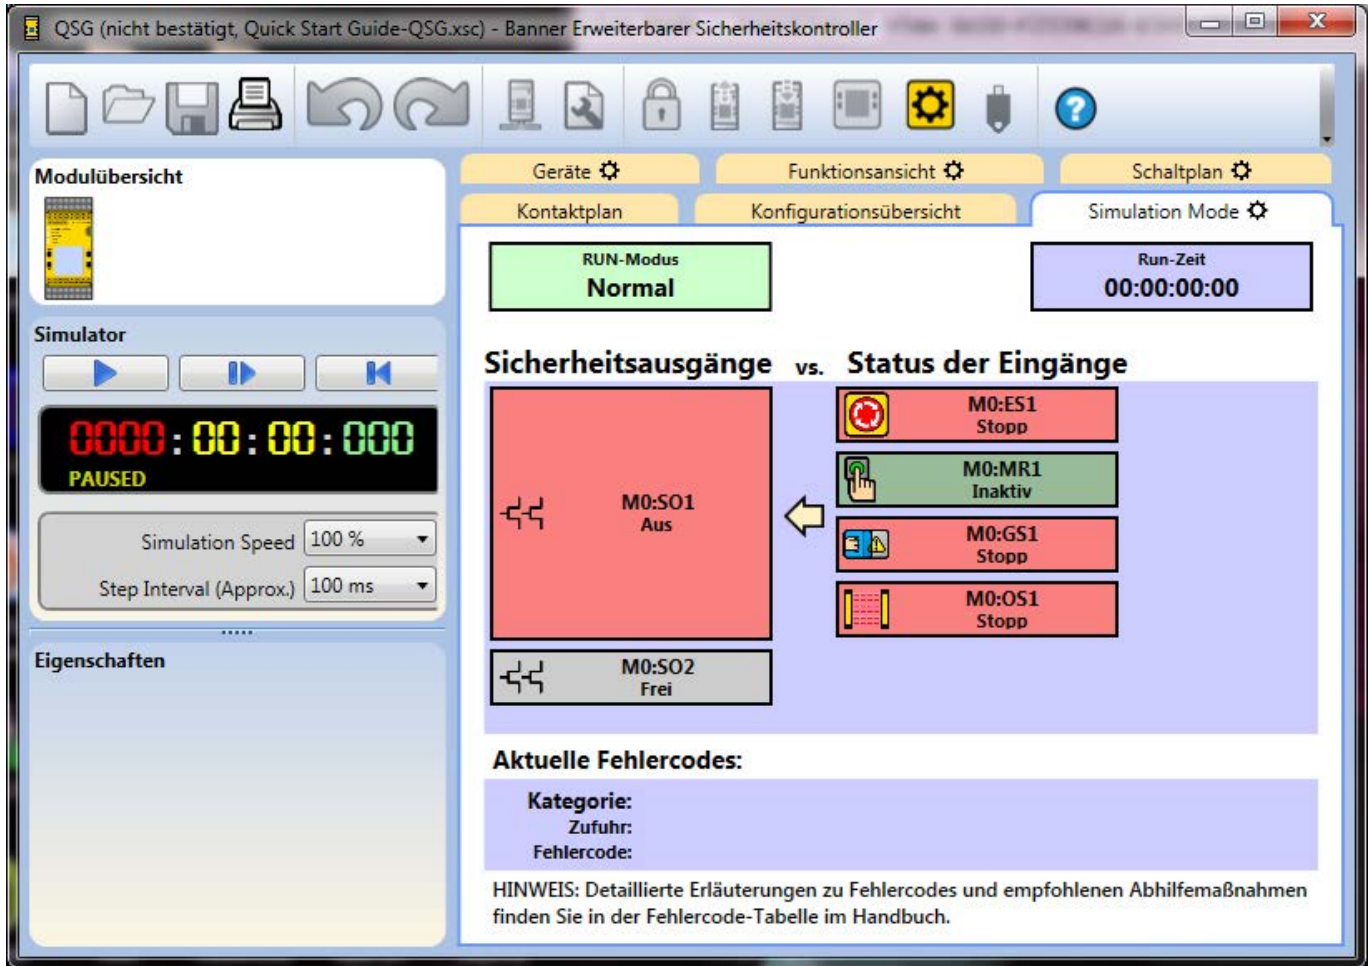 QSG (nicht bestätigt, Quick Start Guide-QSG.xsc) - Banner Erweiterbarer Sicherheitskontroller
Modulübersicht
Simulator
0000:00:00:000
PAUSED
Simulation Speed 100 %
Step Interval (Approx.) 100 ms
Eigenschaften
Geräte
Funktionsansicht
Schaltplan
Kontaktplan
Konfigurationsübersicht
Simulation Mode
RUN-Modus
Normal
Run-Zeit
00:00:00:00
Sicherheitsausgänge vs. Status der Eingänge
M0:SO1
Aus
M0:SO2
Frei
M0:ES1
Stopp
M0:MR1
Inaktiv
M0:GS1
Stopp
M0:OS1
Stopp
Aktuelle Fehlercodes:
Kategorie:
Zufuhr:
Fehlercode:
HINWEIS: Detaillierte Erläuterungen zu Fehlercodes und empfohlenen Abhilfemaßnahmen
finden Sie in der Fehlercode-Tabelle im Handbuch.